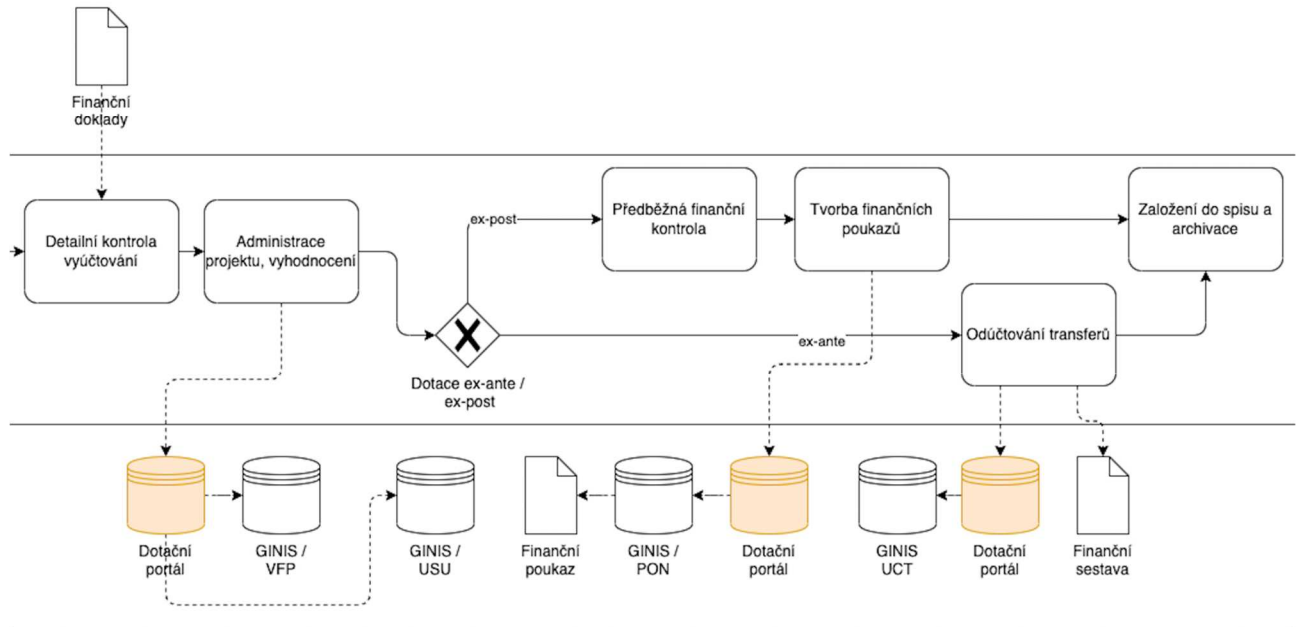 Finanční
doklady
Detailní kontrola
vyúčtování
Administrace
projektu, vyhodnocení
ex-post
Předběžná finanční
kontrola
Tvorba finančních
poukazů
Založení do spisu a
archivace
Dotace ex-ante /
ex-post
ex-ante
Odúčtování transferů
Dotační
portál
GINIS /
VFP
GINIS /
USU
Finanční
poukaz
GINIS /
PON
Dotační
portál
GINIS
UCT
Dotační
portál
Finanční
sestava